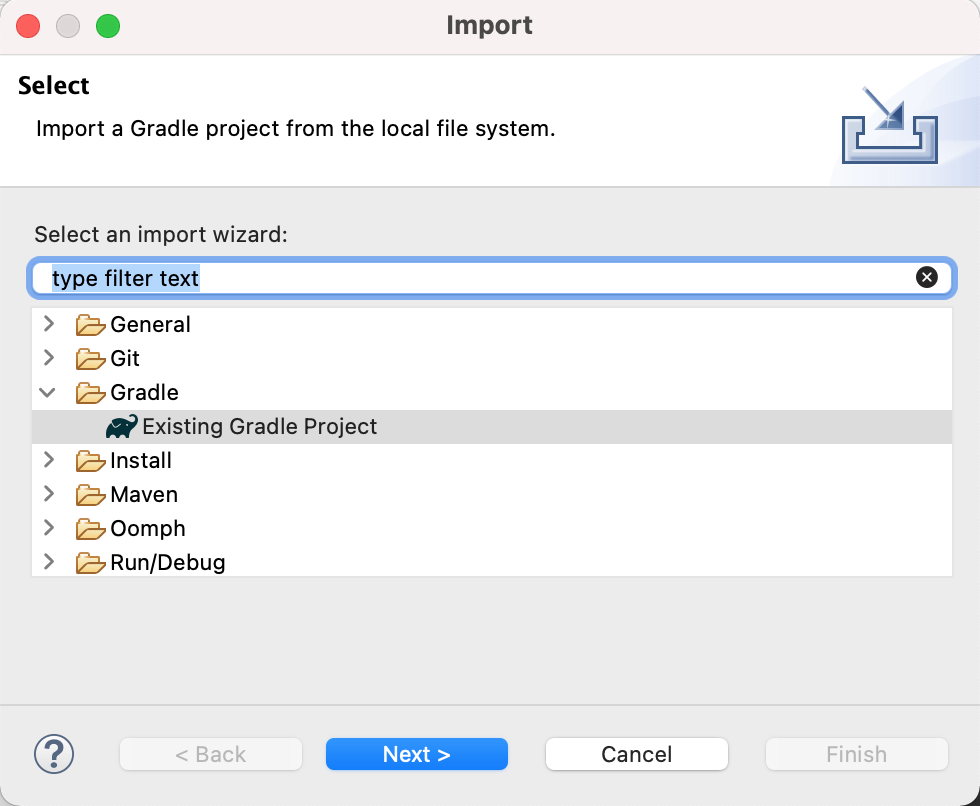 Import
Select
Import a Gradle project from the local file system.
Select an import wizard:
type filter text
General
Git
Gradle
Existing Gradle Project
Install
Maven
Oomph
Run/Debug
?
< Back
Next >
Cancel
Finish